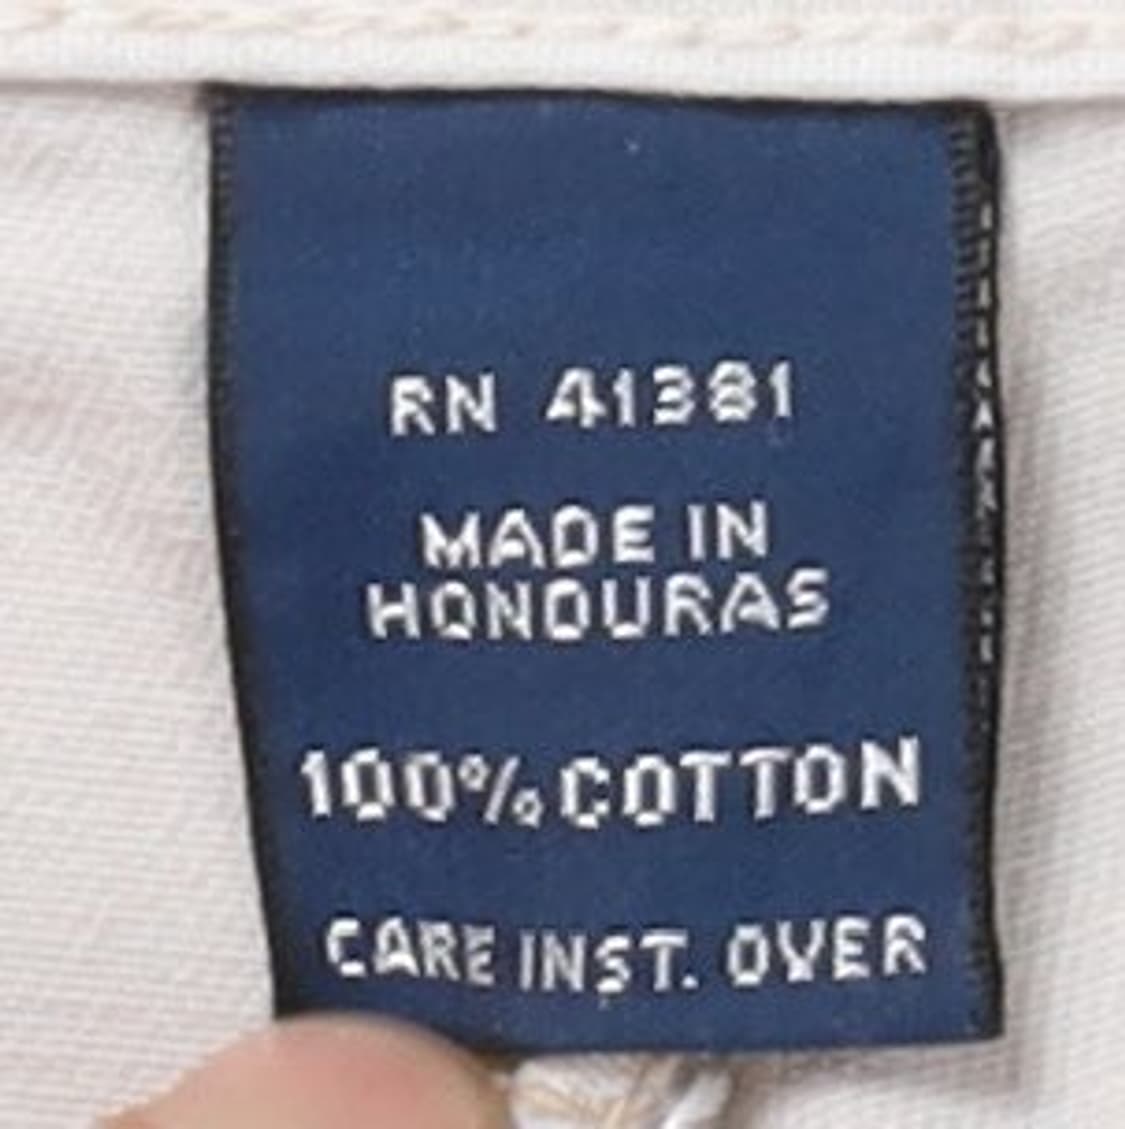 RN 41381
MADE IN
HONDURAS
100% COTTON
CARE INST. OVER